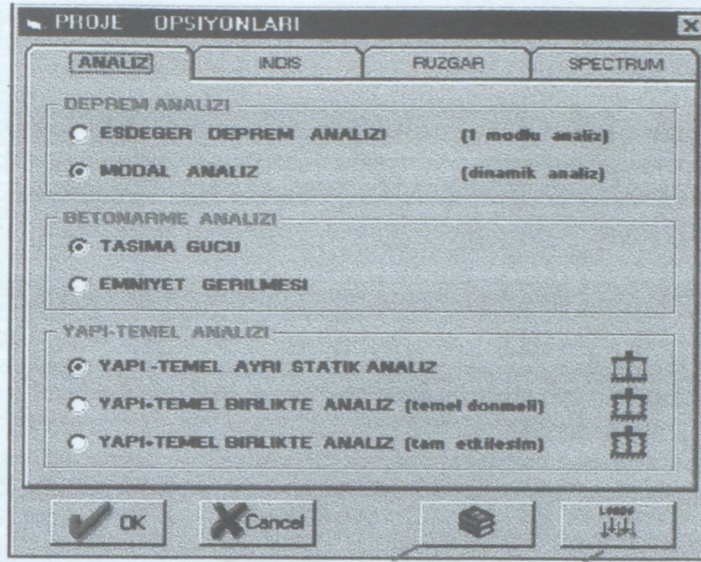 PROJE OPSIYONLARI
ANALIZ INDIS RUZGAR SPECTRUM
DEPREM ANALIZI
ESDEGER DEPREM ANALIZI (1 modlu analiz)
MODAL ANALIZ (dinamik analiz)
BETONARME ANALIZI
TASIMA GUCU
EMNIYET GERILMESI
YAPI-TEMEL ANALIZI
YAPI -TEMEL AYRI STATIK ANALIZ
YAPI+TEMEL BIRLIKTE ANALIZ (temel donmeli)
YAPI+TEMEL BIRLIKTE ANALIZ (tam etkilesim)
OK Cancel LOADS